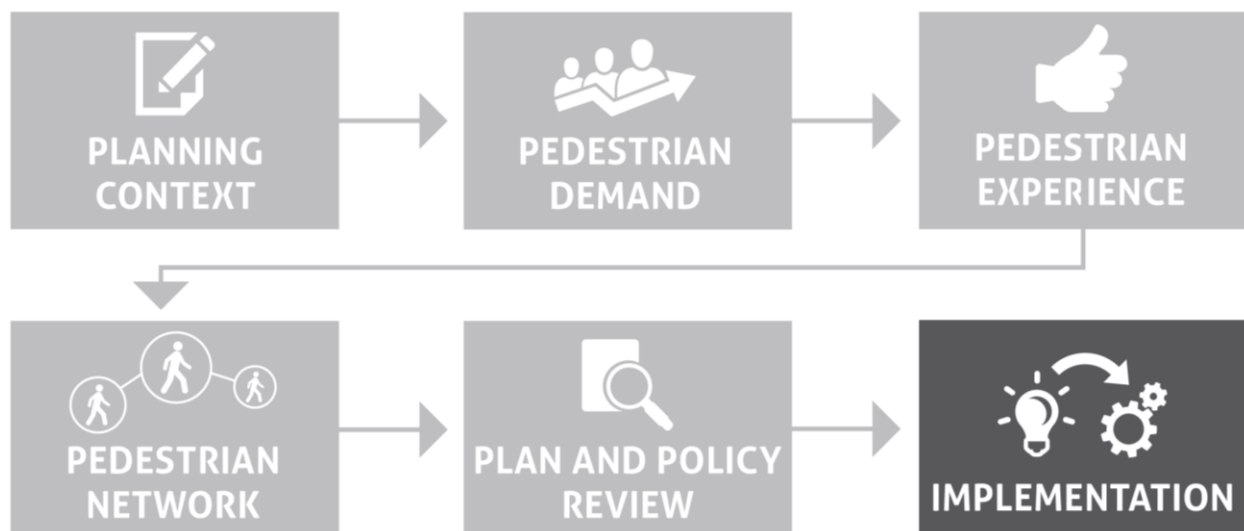 PLANNING
CONTEXT
PEDESTRIAN
DEMAND
PEDESTRIAN
EXPERIENCE
PEDESTRIAN
NETWORK
PLAN AND POLICY
REVIEW
IMPLEMENTATION